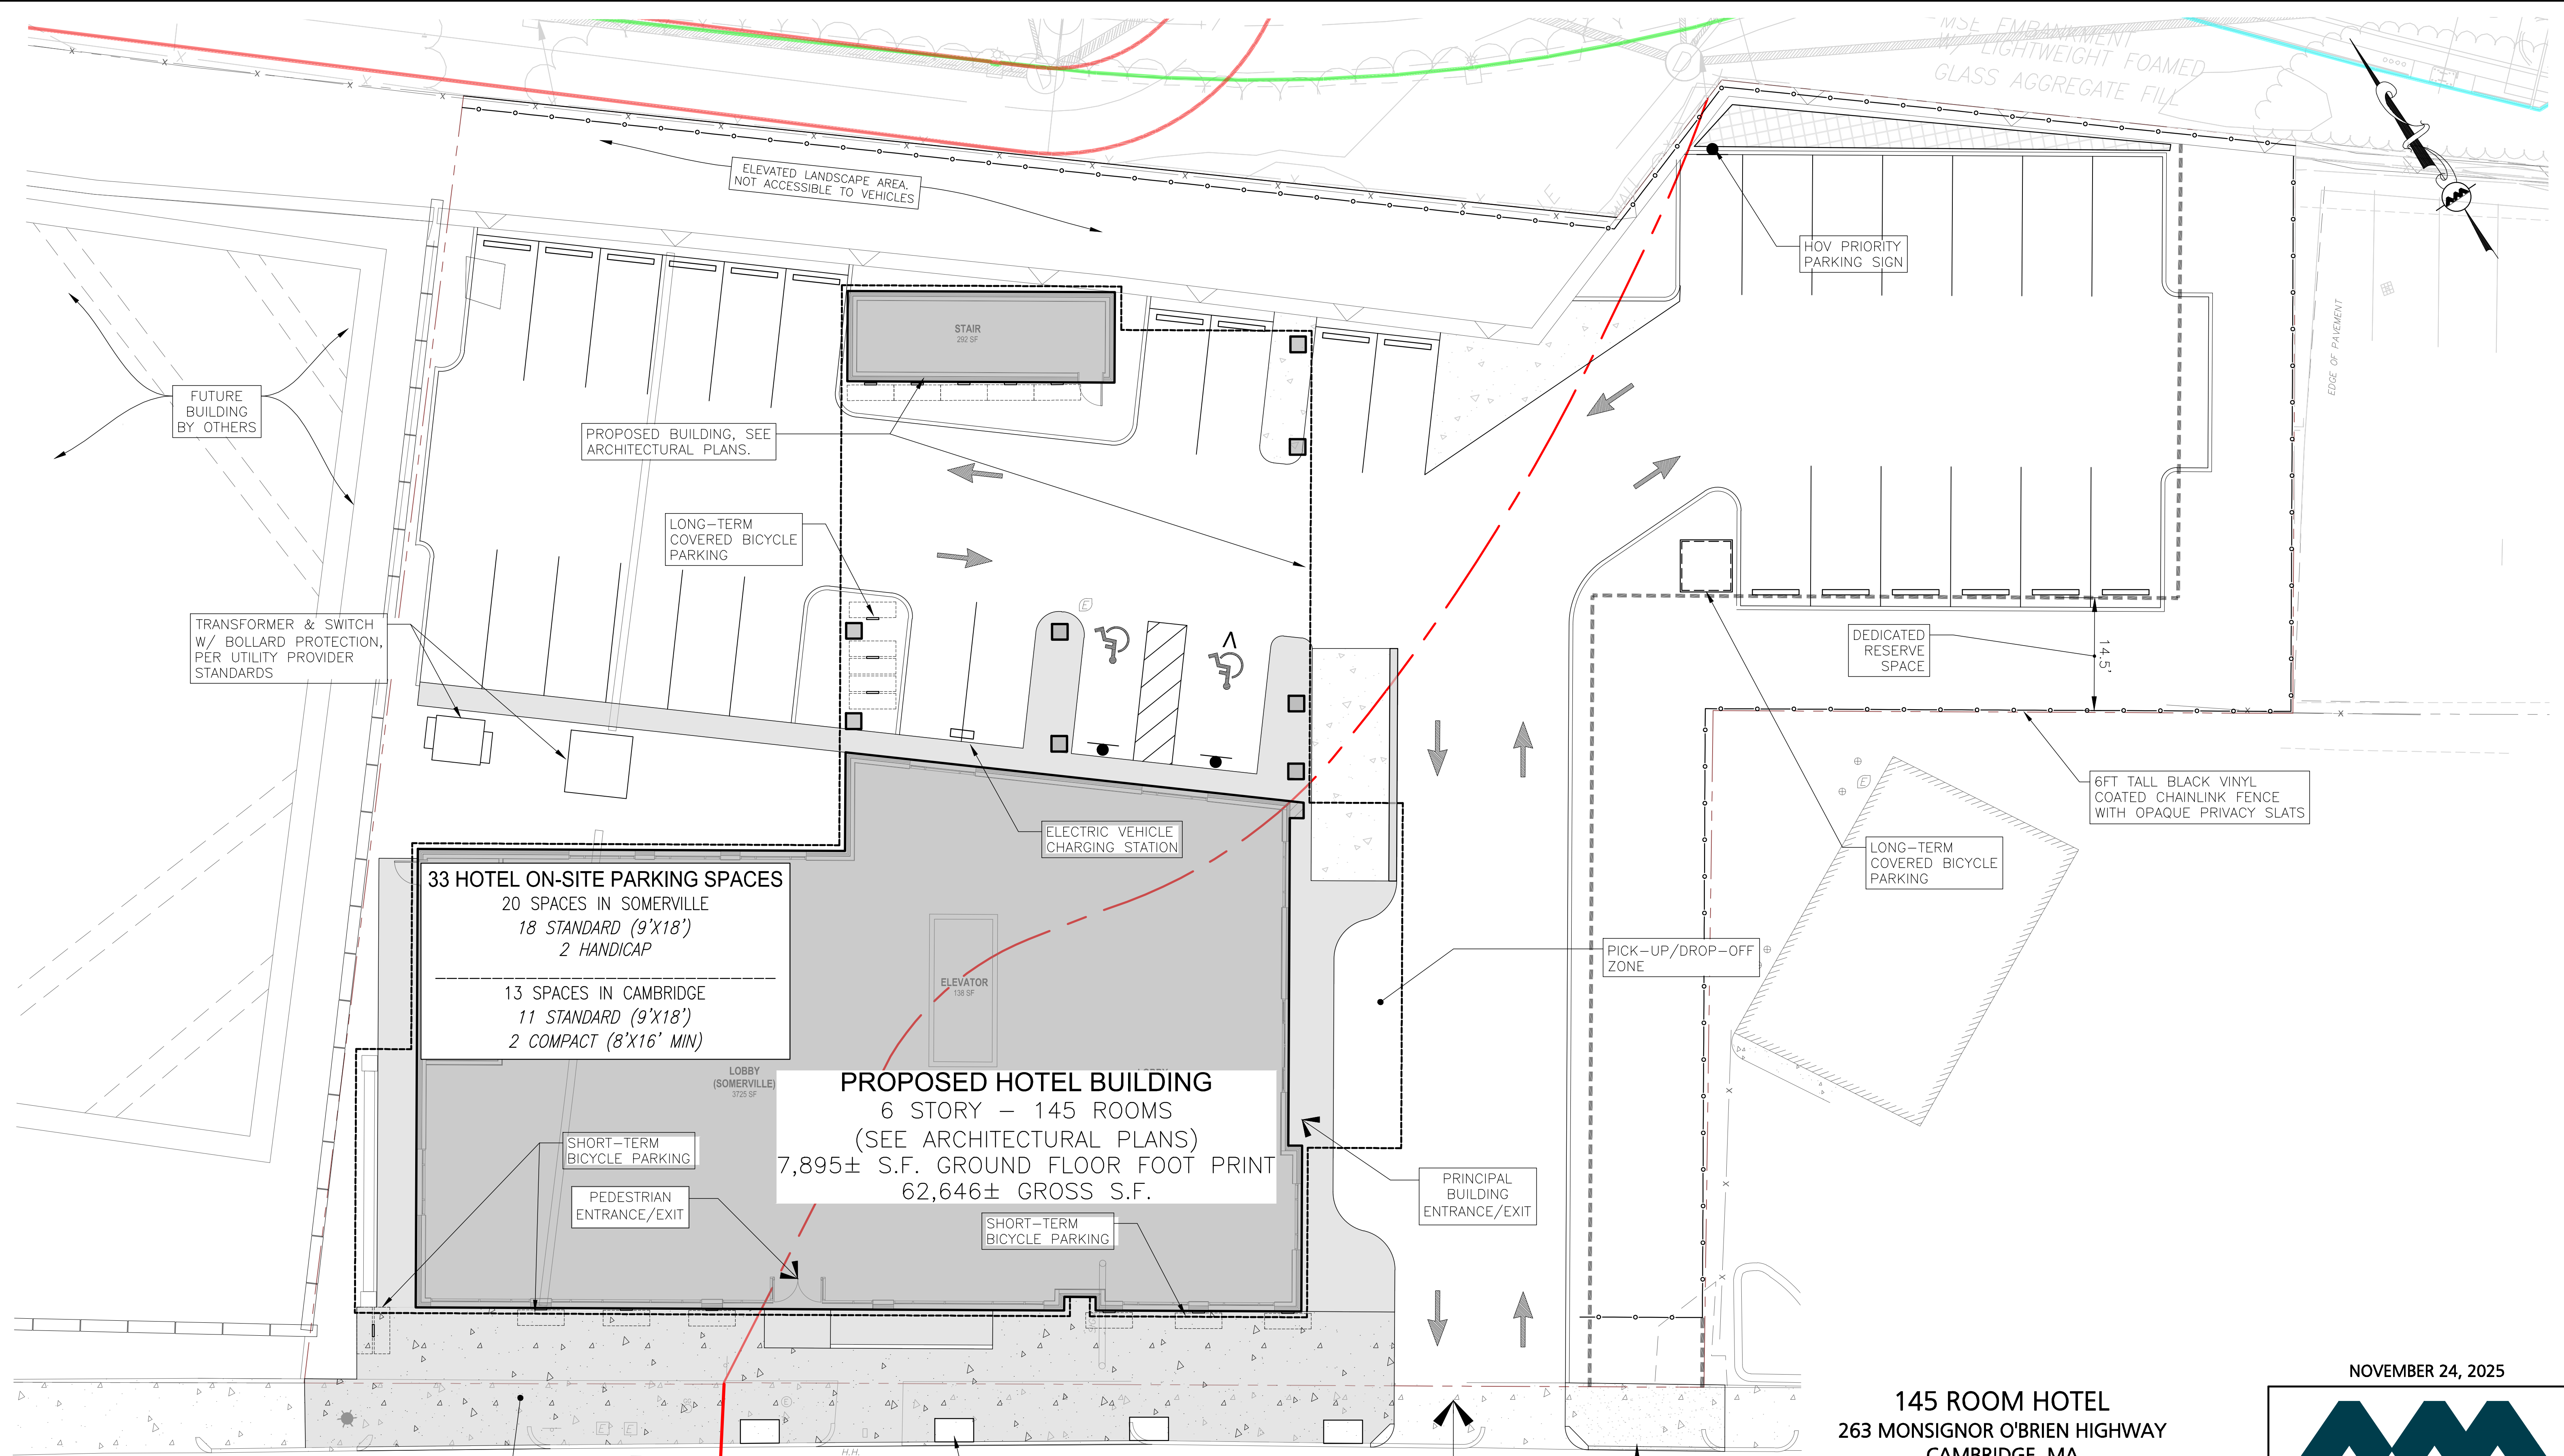 MSE EMBANKMENT
W/ LIGHTWEIGHT FOAMED
GLASS AGGREGATE FILL
ELEVATED LANDSCAPE AREA.
NOT ACCESSIBLE TO VEHICLES
HOV PRIORITY
PARKING SIGN
EDGE OF PAVEMENT
STAIR
292 SF
FUTURE
BUILDING
BY OTHERS
PROPOSED BUILDING, SEE
ARCHITECTURAL PLANS.
LONG-TERM
COVERED BICYCLE
PARKING
TRANSFORMER & SWITCH
W/ BOLLARD PROTECTION,
PER UTILITY PROVIDER
STANDARDS
DEDICATED
RESERVE
SPACE
14.5'
6FT TALL BLACK VINYL
COATED CHAINLINK FENCE
WITH OPAQUE PRIVACY SLATS
ELECTRIC VEHICLE
CHARGING STATION
LONG-TERM
COVERED BICYCLE
PARKING
33 HOTEL ON-SITE PARKING SPACES
20 SPACES IN SOMERVILLE
18 STANDARD (9'X18')
2 HANDICAP
13 SPACES IN CAMBRIDGE
11 STANDARD (9'X18')
2 COMPACT (8'X16' MIN)
ELEVATOR
138 SF
PICK-UP/DROP-OFF
ZONE
LOBBY
(SOMERVILLE)
3725 SF
PROPOSED HOTEL BUILDING
6 STORY - 145 ROOMS
(SEE ARCHITECTURAL PLANS)
7,895± S.F. GROUND FLOOR FOOT PRINT
62,646± GROSS S.F.
SHORT-TERM
BICYCLE PARKING
PEDESTRIAN
ENTRANCE/EXIT
SHORT-TERM
BICYCLE PARKING
PRINCIPAL
BUILDING
ENTRANCE/EXIT
H.H.
NOVEMBER 24, 2025
145 ROOM HOTEL
263 MONSIGNOR O'BRIEN HIGHWAY
CAMBRIDGE, MA